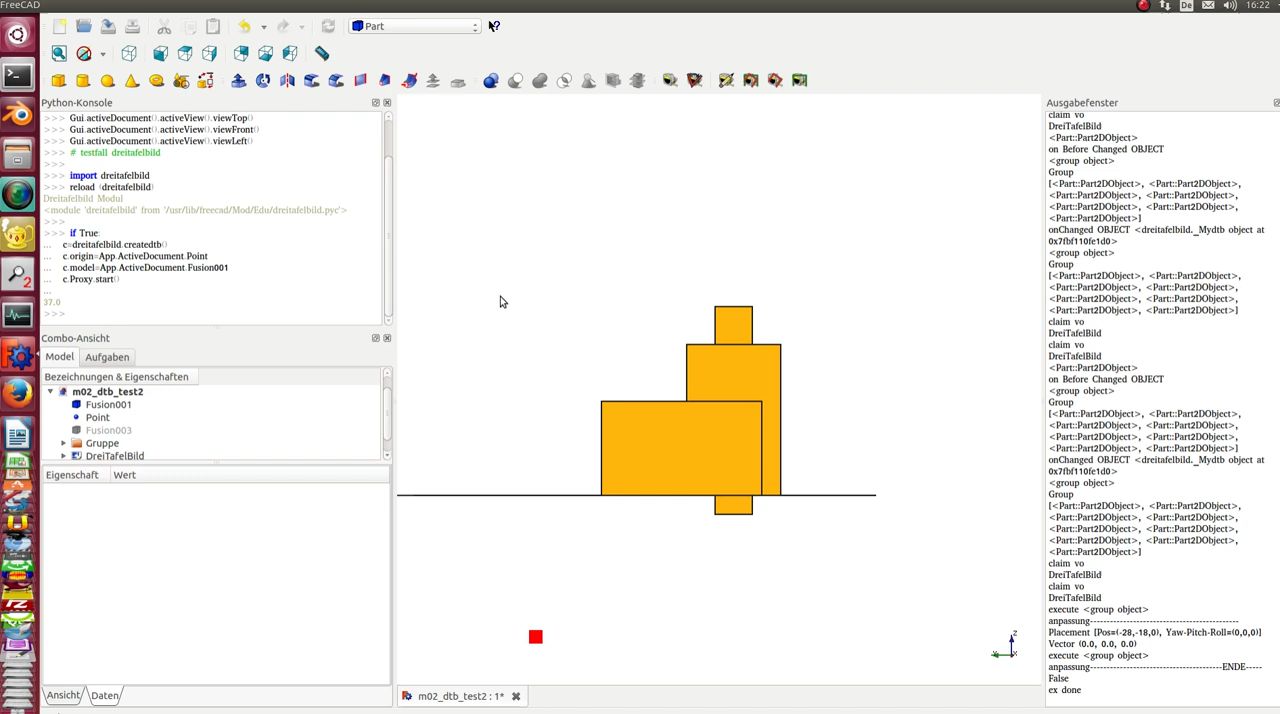 FreeCAD
De
16:22
Part
Python-Konsole
>>> Gui.activeDocument().activeView().viewTop()
>>> Gui.activeDocument().activeView().viewFront()
>>> Gui.activeDocument().activeView().viewLeft()
>>> # testfall dreitafelbild
>>>
>>> import dreitafelbild
>>> reload (dreitafelbild)
Dreitafelbild Modul
<module 'dreitafelbild' from '/usr/lib/freecad/Mod/Edu/dreitafelbild.pyc'>
>>>
>>> if True:
... c=dreitafelbild.createdtb()
... c.origin=App.ActiveDocument.Point
... c.model=App.ActiveDocument.Fusion001
... c.Proxy.start()
...
37.0
>>>
Combo-Ansicht
Model
Aufgaben
Bezeichnungen & Eigenschaften
m02_dtb_test2
Fusion001
Point
Fusion003
Gruppe
DreiTafelBild
Eigenschaft
Wert
Ansicht
Daten
2
z
m02_dtb_test2 : 1*
Ausgabefenster
claim vo
DreiTafelBild
<Part::Part2DObject>
on Before Changed OBJECT
<group object>
Group
[<Part::Part2DObject>, <Part::Part2DObject>,
<Part::Part2DObject>, <Part::Part2DObject>,
<Part::Part2DObject>, <Part::Part2DObject>,
<Part::Part2DObject>]
onChanged OBJECT <dreitafelbild._Mydtb object at
0x7fbf110fe1d0>
<group object>
Group
[<Part::Part2DObject>, <Part::Part2DObject>,
<Part::Part2DObject>, <Part::Part2DObject>,
<Part::Part2DObject>, <Part::Part2DObject>,
<Part::Part2DObject>, <Part::Part2DObject>]
claim vo
DreiTafelBild
claim vo
DreiTafelBild
<Part::Part2DObject>
on Before Changed OBJECT
<group object>
Group
[<Part::Part2DObject>, <Part::Part2DObject>,
<Part::Part2DObject>, <Part::Part2DObject>,
<Part::Part2DObject>, <Part::Part2DObject>,
<Part::Part2DObject>, <Part::Part2DObject>]
onChanged OBJECT <dreitafelbild._Mydtb object at
0x7fbf110fe1d0>
<group object>
Group
[<Part::Part2DObject>, <Part::Part2DObject>,
<Part::Part2DObject>, <Part::Part2DObject>,
<Part::Part2DObject>, <Part::Part2DObject>,
<Part::Part2DObject>, <Part::Part2DObject>,
<Part::Part2DObject>]
claim vo
DreiTafelBild
claim vo
DreiTafelBild
execute <group object>
anpassung-------------------------------------------
Placement [Pos=(-28,-18,0), Yaw-Pitch-Roll=(0,0,0)]
Vector (0.0, 0.0, 0.0)
execute <group object>
anpassung---------------------------------------ENDE-----
False
ex done